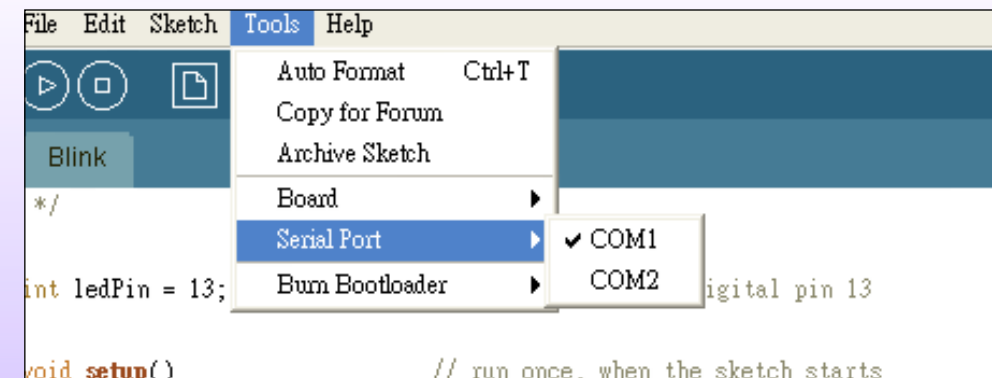 File Edit Sketch Tools Help
Auto Format Ctrl+T
Copy for Forum
Archive Sketch
Blink
*/
Board
Serial Port
COM1
COM2
Burn Bootloader
int ledPin = 13;
igital pin 13
void setup() // run once, when the sketch starts